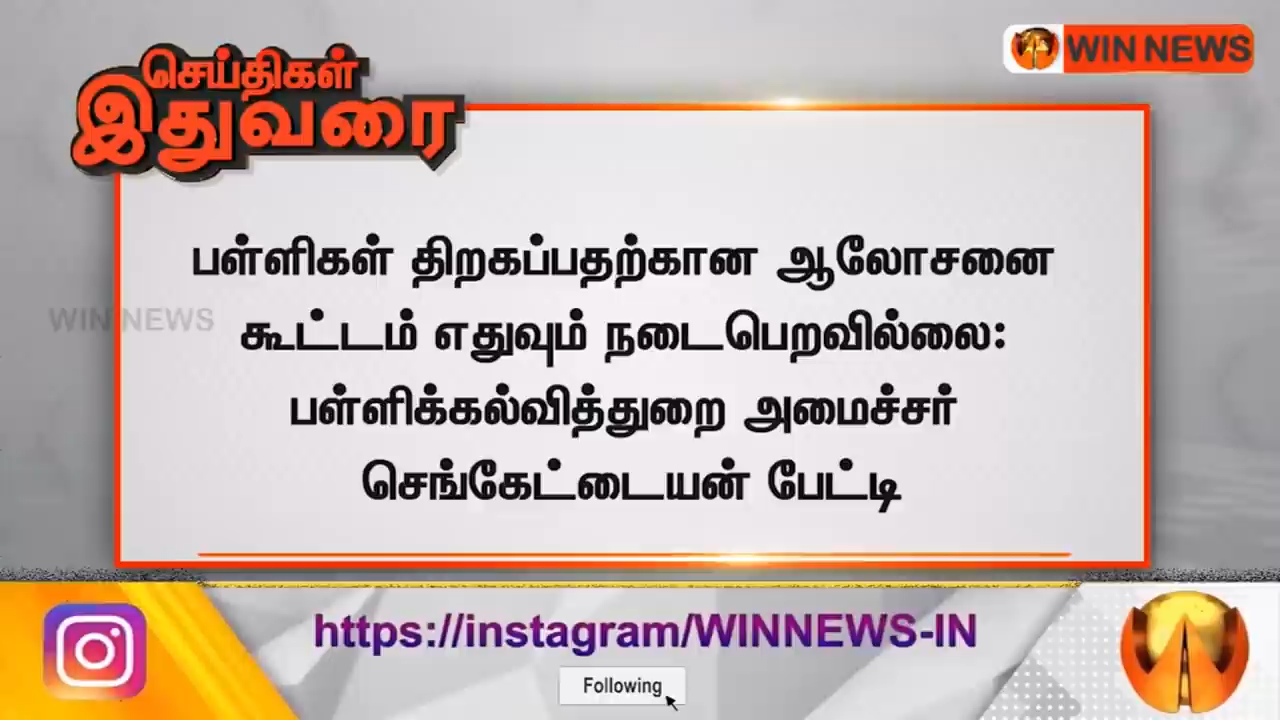 செய்திகள்
இதுவரை
WIN NEWS
பள்ளிகள் திறகப்பதற்கான ஆலோசனை
கூட்டம் எதுவும் நடைபெறவில்லை:
WIN NEWS
பள்ளிக்கல்வித்துறை அமைச்சர்
செங்கேட்டையன் பேட்டி
https://instagram/WINNEWS-IN
Following